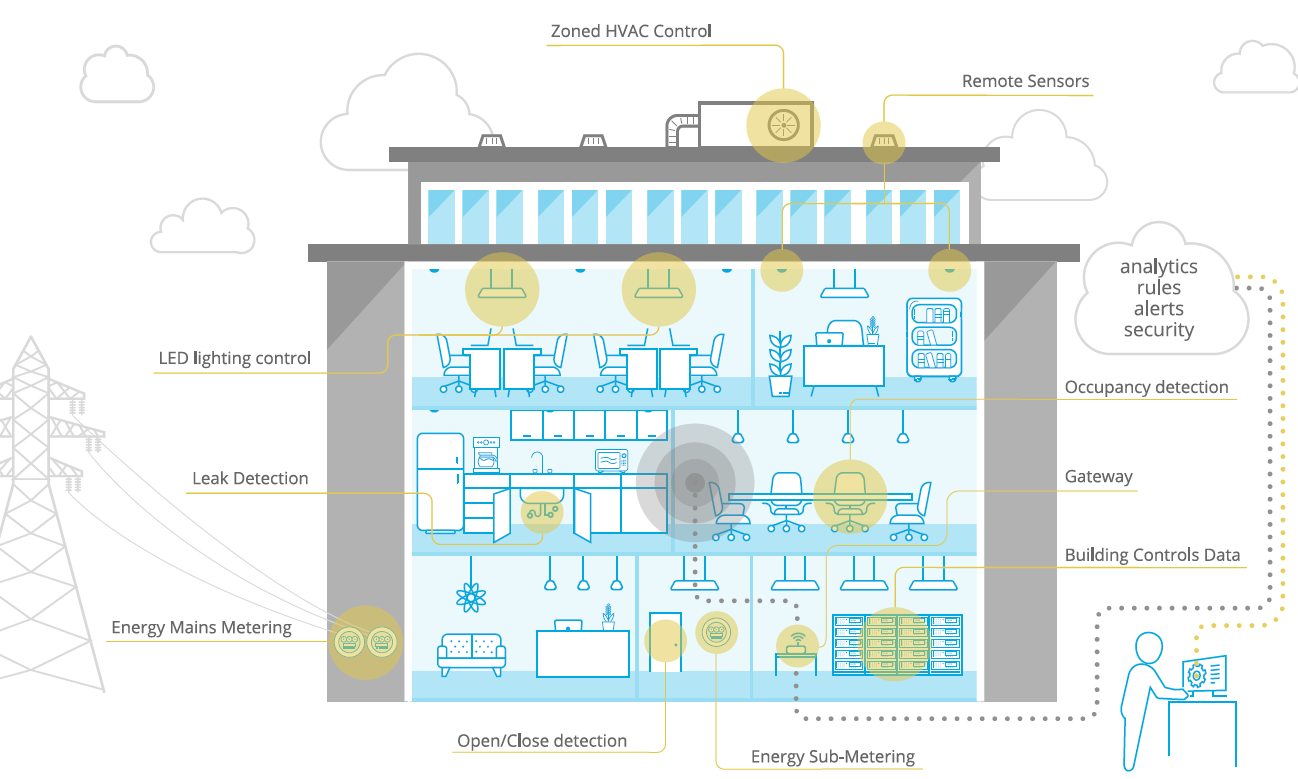 Zoned HVAC Control
Remote Sensors
analytics
rules
alerts
security
LED lighting control
Occupancy detection
Leak Detection
Gateway
Building Controls Data
Energy Mains Metering
Open/Close detection
Energy Sub-Metering